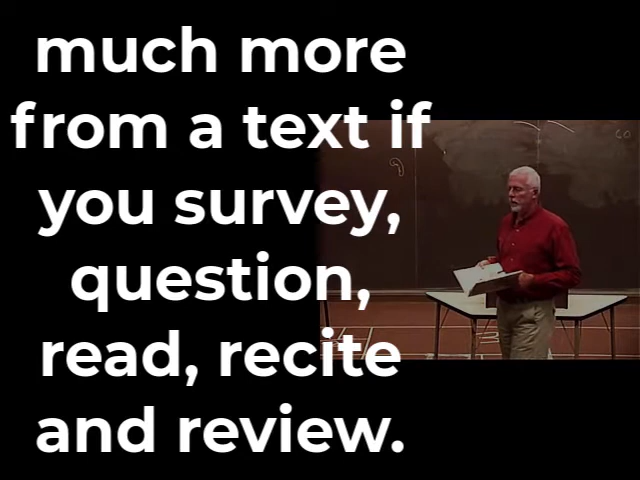 much more
from a text if
you survey,
question,
read, recite
and review.